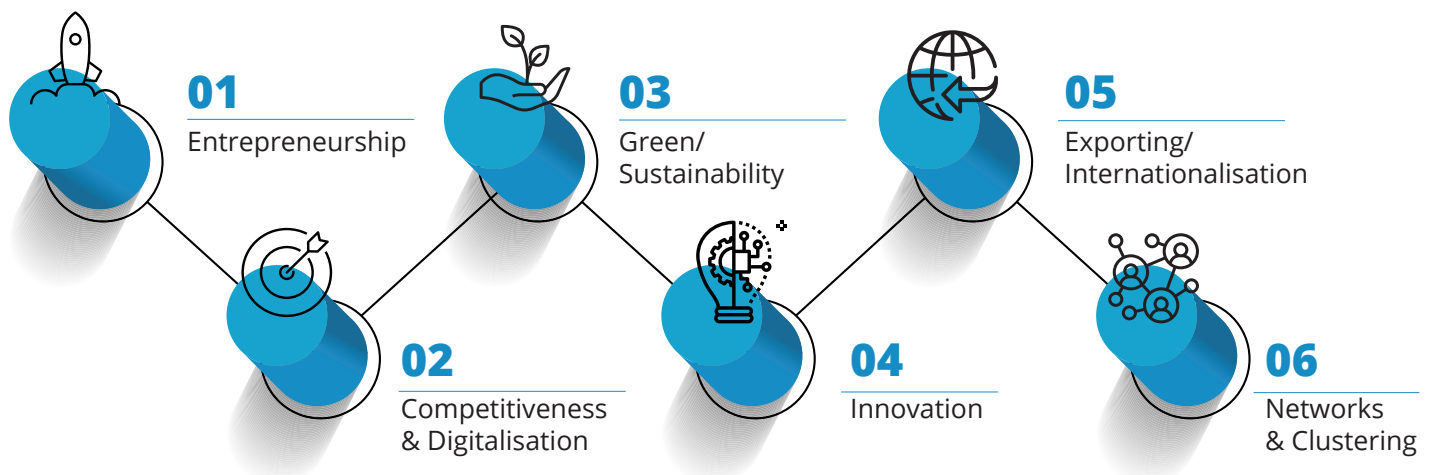 01
Entrepreneurship
02
Competitiveness
& Digitalisation
03
Green/
Sustainability
04
Innovation
05
Exporting/
Internationalisation
06
Networks
& Clustering